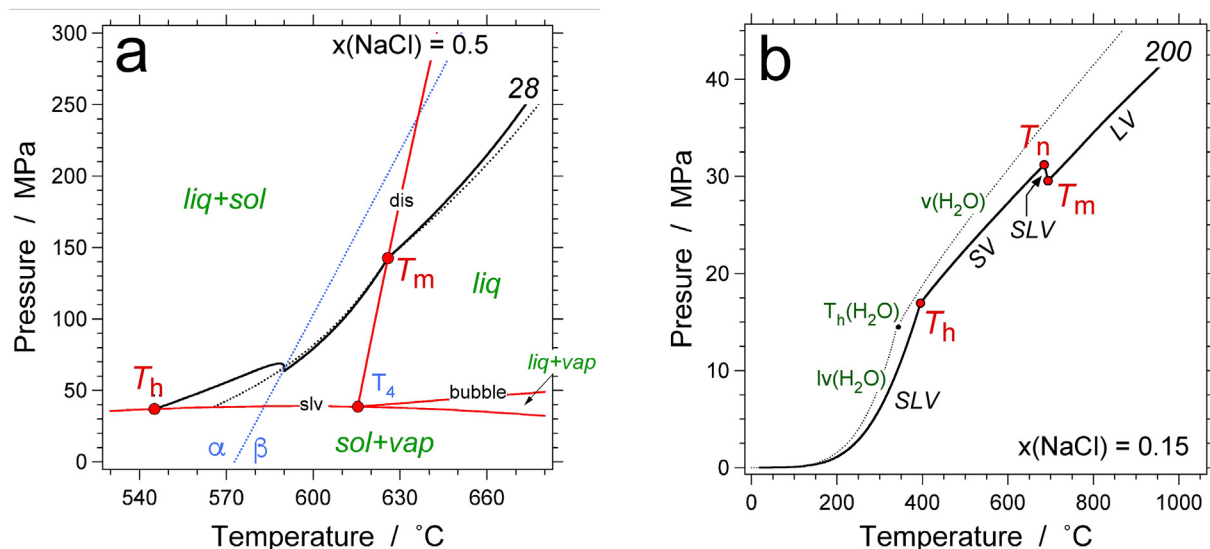 a
x(NaCl) = 0.5
28
300
250
200
150
100
50
0
Pressure / MPa
liq+sol
dis
Tm
liq
Th
T4
liq+vap
bubble
slv
α β
sol+vap
540 570 600 630 660
Temperature / °C
b
200
40
30
20
10
0
Presure / MPa
Tn
LV
v(H2O)
SLV
Tm
SV
Th(H2O)
Th
lv(H2O)
SLV
x(NaCl) = 0.15
0 200 400 600 800 1000
Temperature / °C